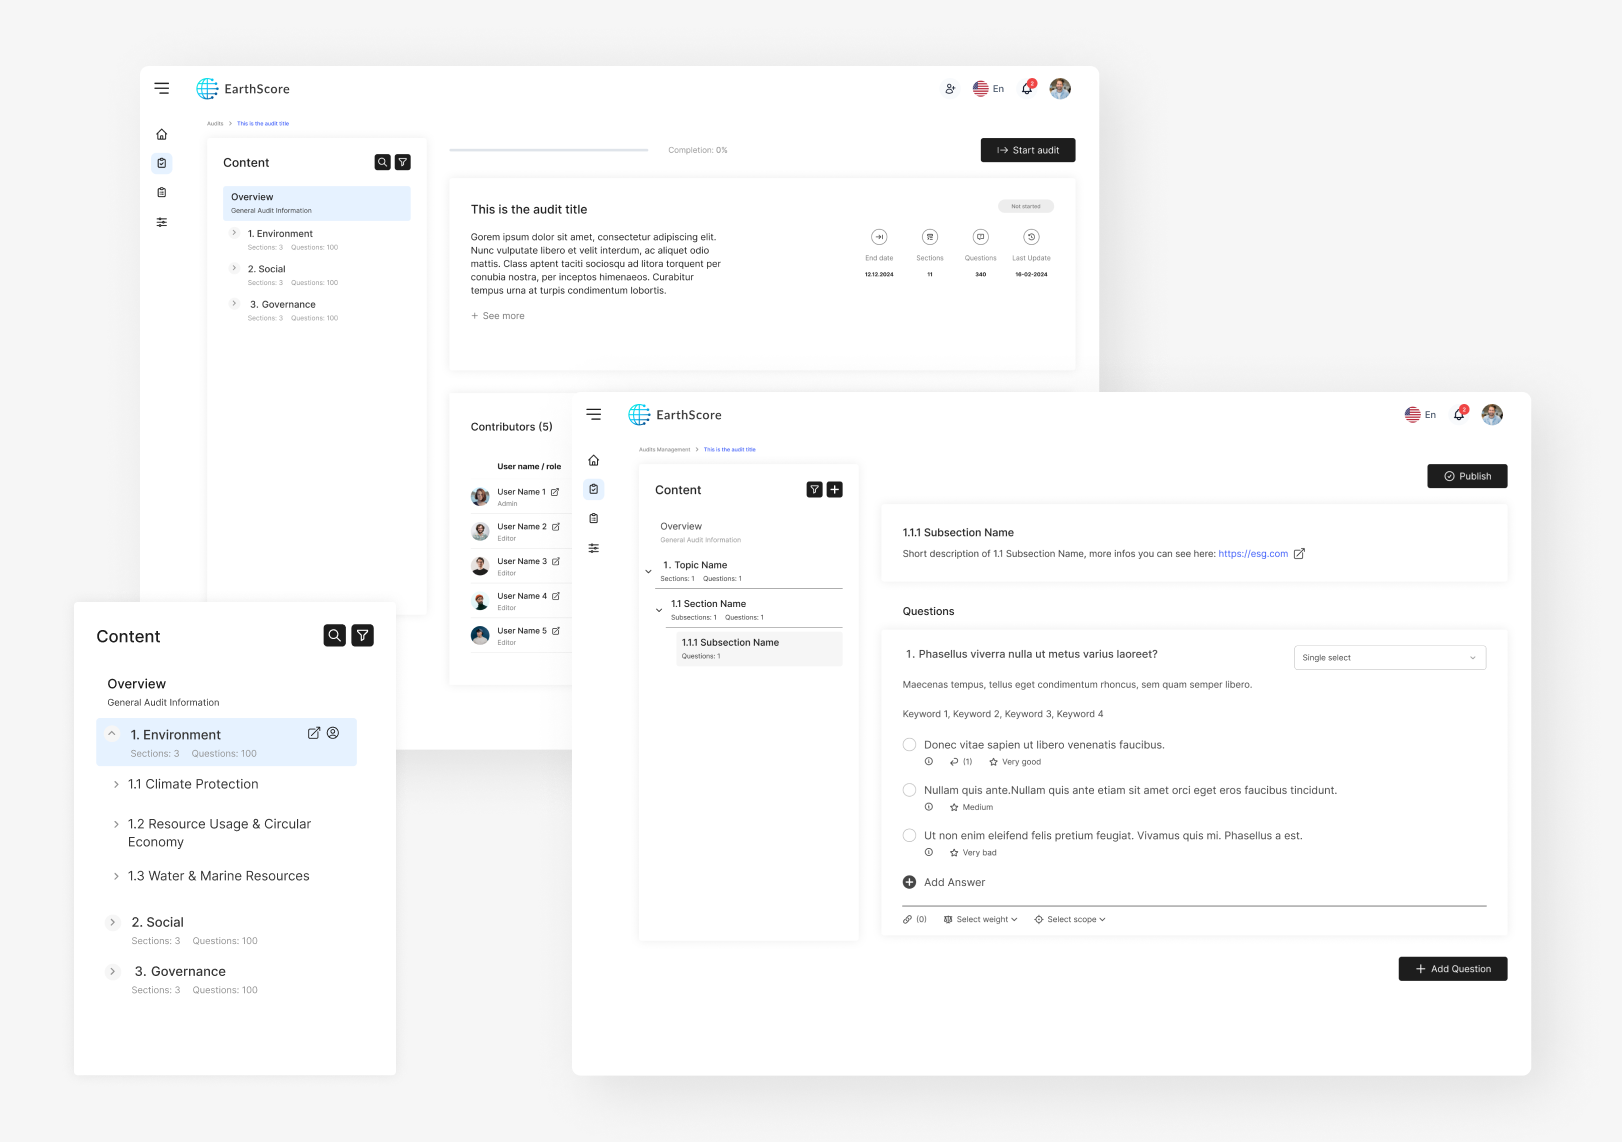 EarthScore
En
2
Audits > This is the audit title
Content
Overview
General Audit Information
1. Environment
Sections: 3 Questions: 100
2. Social
Sections: 3 Questions: 100
3. Governance
Sections: 3 Questions: 100
Completion: 0%
Start audit
This is the audit title
Not started
Gorem ipsum dolor sit amet, consectetur adipiscing elit.
Nunc vulputate libero et velit interdum, ac aliquet odio
mattis. Class aptent taciti sociosqu ad litora torquent per
conubia nostra, per inceptos himenaeos. Curabitur
tempus urna at turpis condimentum lobortis.
+ See more
End date Sections Questions Last Update
12.12.2024 11 340 16-02-2024
Contributors (5)
User name / role
User Name 1
Admin
User Name 2
Editor
User Name 3
Editor
User Name 4
Editor
User Name 5
Editor
Content
Overview
General Audit Information
1. Environment
Sections: 3 Questions: 100
1.1 Climate Protection
1.2 Resource Usage & Circular
Economy
1.3 Water & Marine Resources
2. Social
Sections: 3 Questions: 100
3. Governance
Sections: 3 Questions: 100
EarthScore
En
2
Audits Management > This is the audit title
Content
Overview
General Audit Information
1. Topic Name
Sections: 1 Questions: 1
1.1 Section Name
Subsections: 1 Questions: 1
1.1.1 Subsection Name
Questions: 1
Publish
1.1.1 Subsection Name
Short description of 1.1 Subsection Name, more infos you can see here: https://esg.com
Questions
1. Phasellus viverra nulla ut metus varius laoreet?
Single select
Maecenas tempus, tellus eget condimentum rhoncus, sem quam semper libero.
Keyword 1, Keyword 2, Keyword 3, Keyword 4
Donec vitae sapien ut libero venenatis faucibus.
(1) Very good
Nullam quis ante.Nullam quis ante etiam sit amet orci eget eros faucibus tincidunt.
Medium
Ut non enim eleifend felis pretium feugiat. Vivamus quis mi. Phasellus a est.
Very bad
Add Answer
(0) Select weight Select scope
+ Add Question